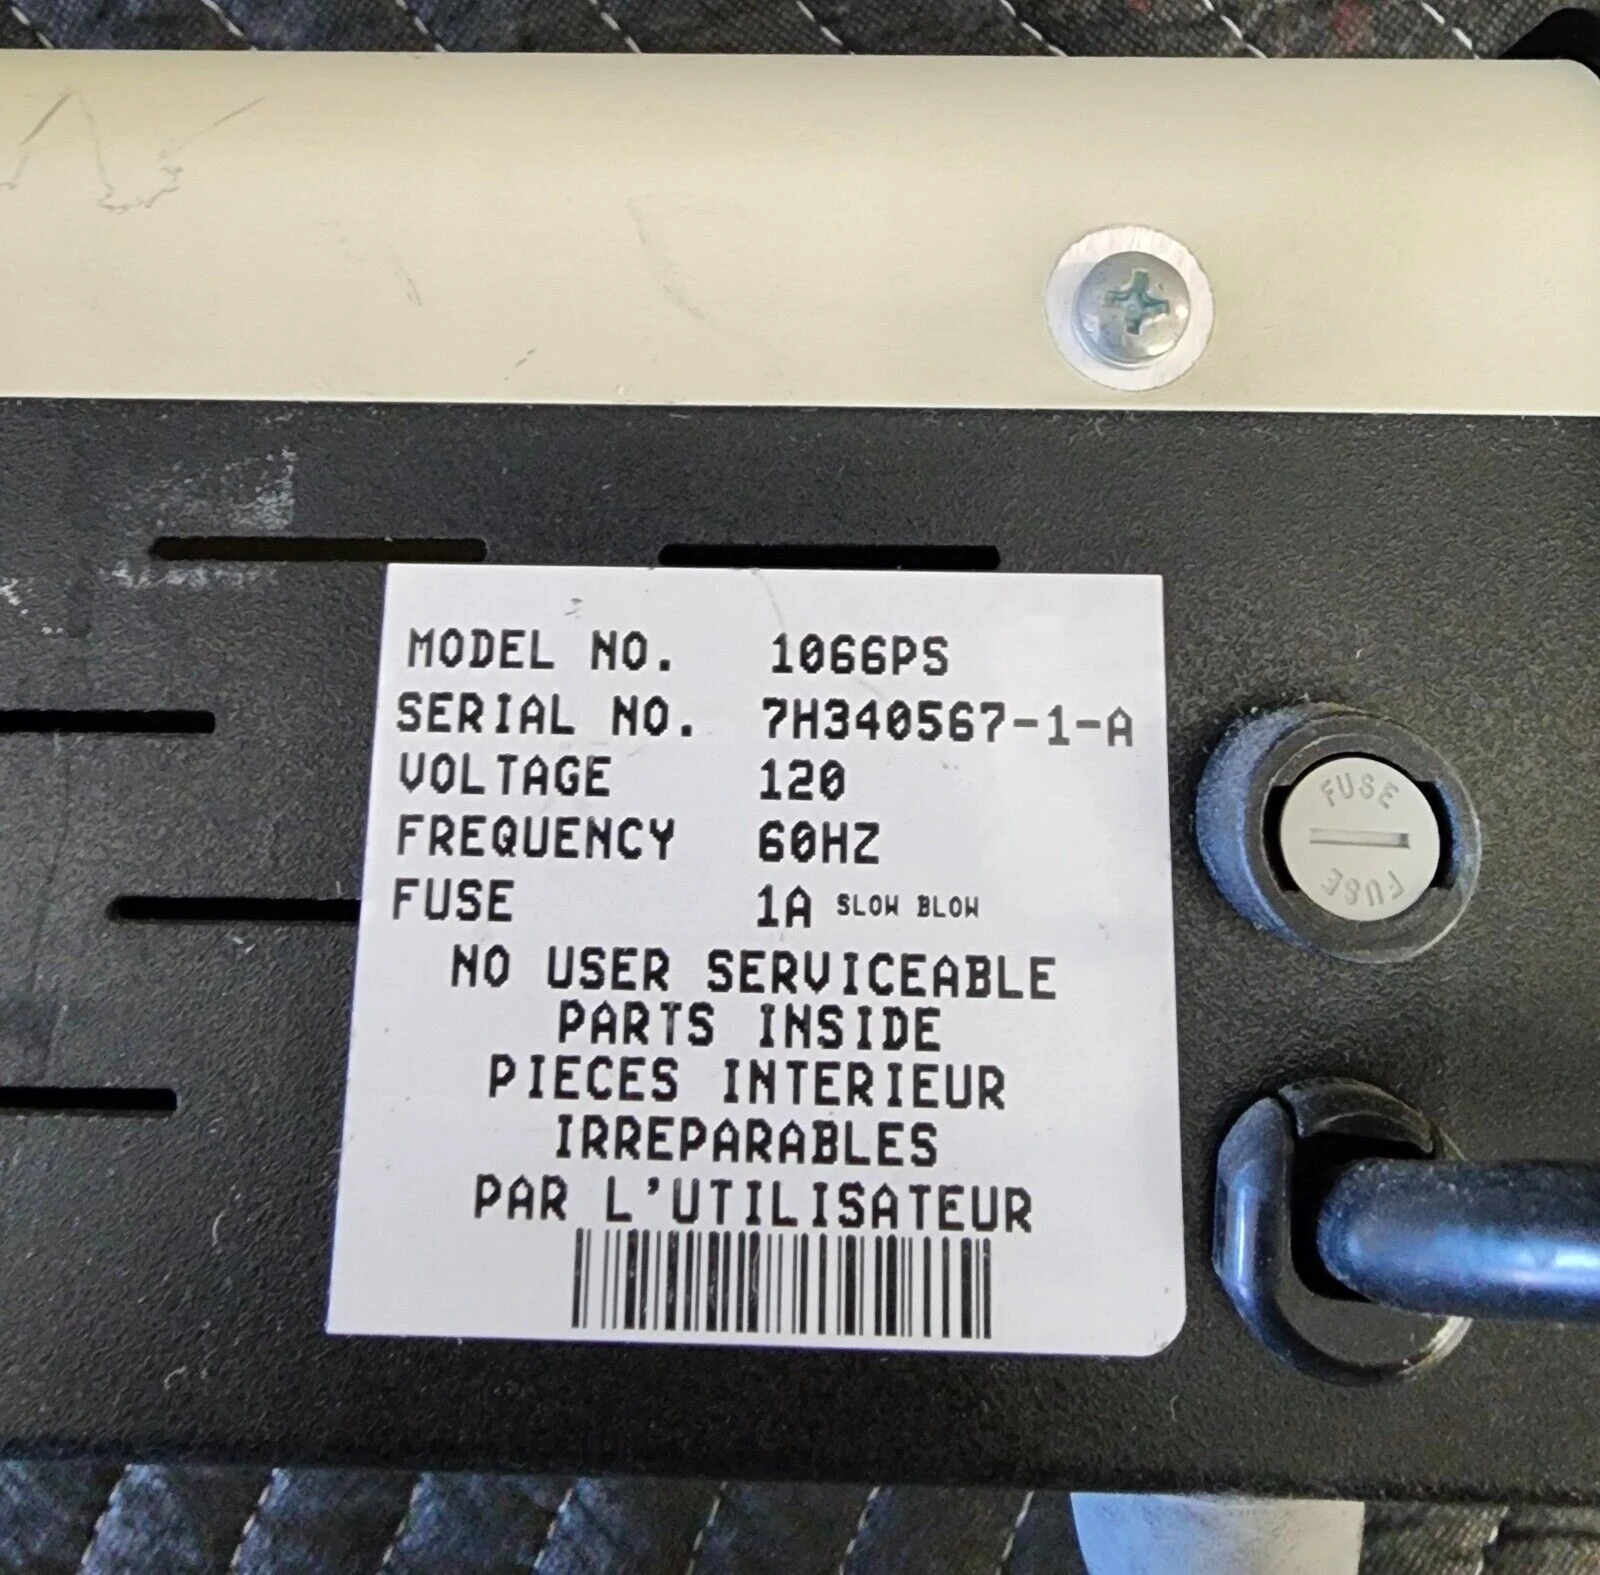 MODEL NO. 1066PS
SERIAL NO. 7H340567-1-A
VOLTAGE 120
FREQUENCY 60HZ
FUSE 1A SLOW BLOW
NO USER SERVICEABLE
PARTS INSIDE
PIECES INTERIEUR
IRREPARABLES
PAR L'UTILISATEUR
FUSE
FUSE